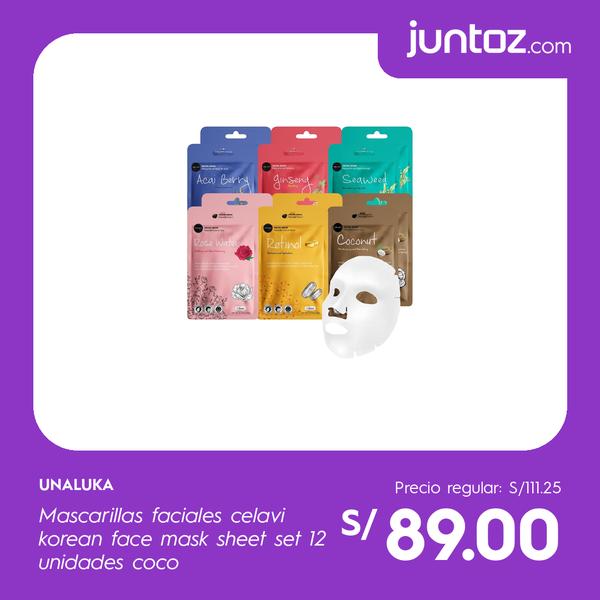 juntoz.com
Acai Berry
Ginseng
Seaweed
Rose Water
Retinol
Coconut
UNALUKA
Mascarillas faciales celavi
korean face mask sheet set 12
unidades coco
Precio regular: S/111.25
S/ 89.00